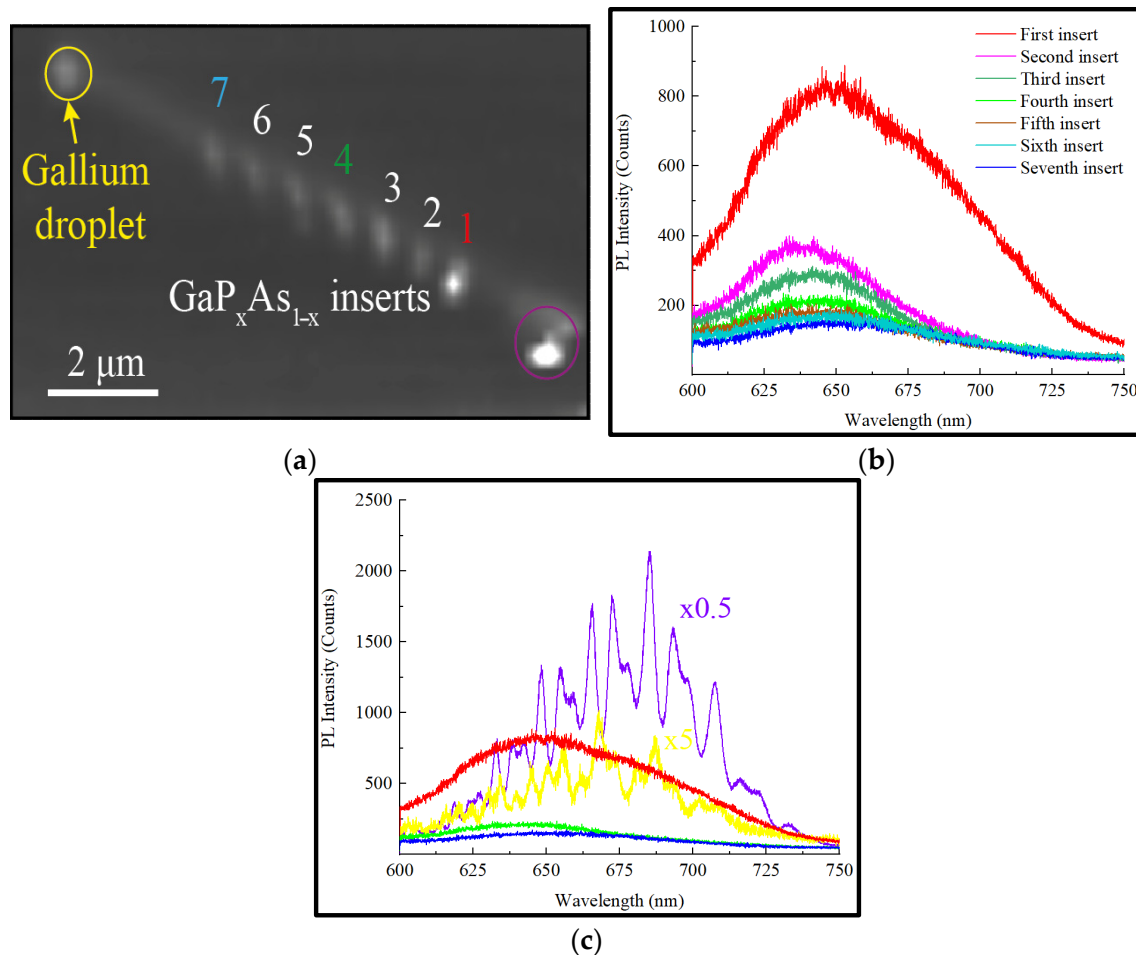 7
6
5
4
3
2
1
Gallium
droplet
GaPₓAs₁₋ₓ inserts
2 μm
(a)
1000
800
600
400
200
600 625 650 675 700 725 750
PL Intensity (Counts)
Wavelength (nm)
First insert
Second insert
Third insert
Fourth insert
Fifth insert
Sixth insert
Seventh insert
(b)
2500
2000
1500
1000
500
600 625 650 675 700 725 750
PL Intensity (Counts)
Wavelength (nm)
x0.5
x5
(c)